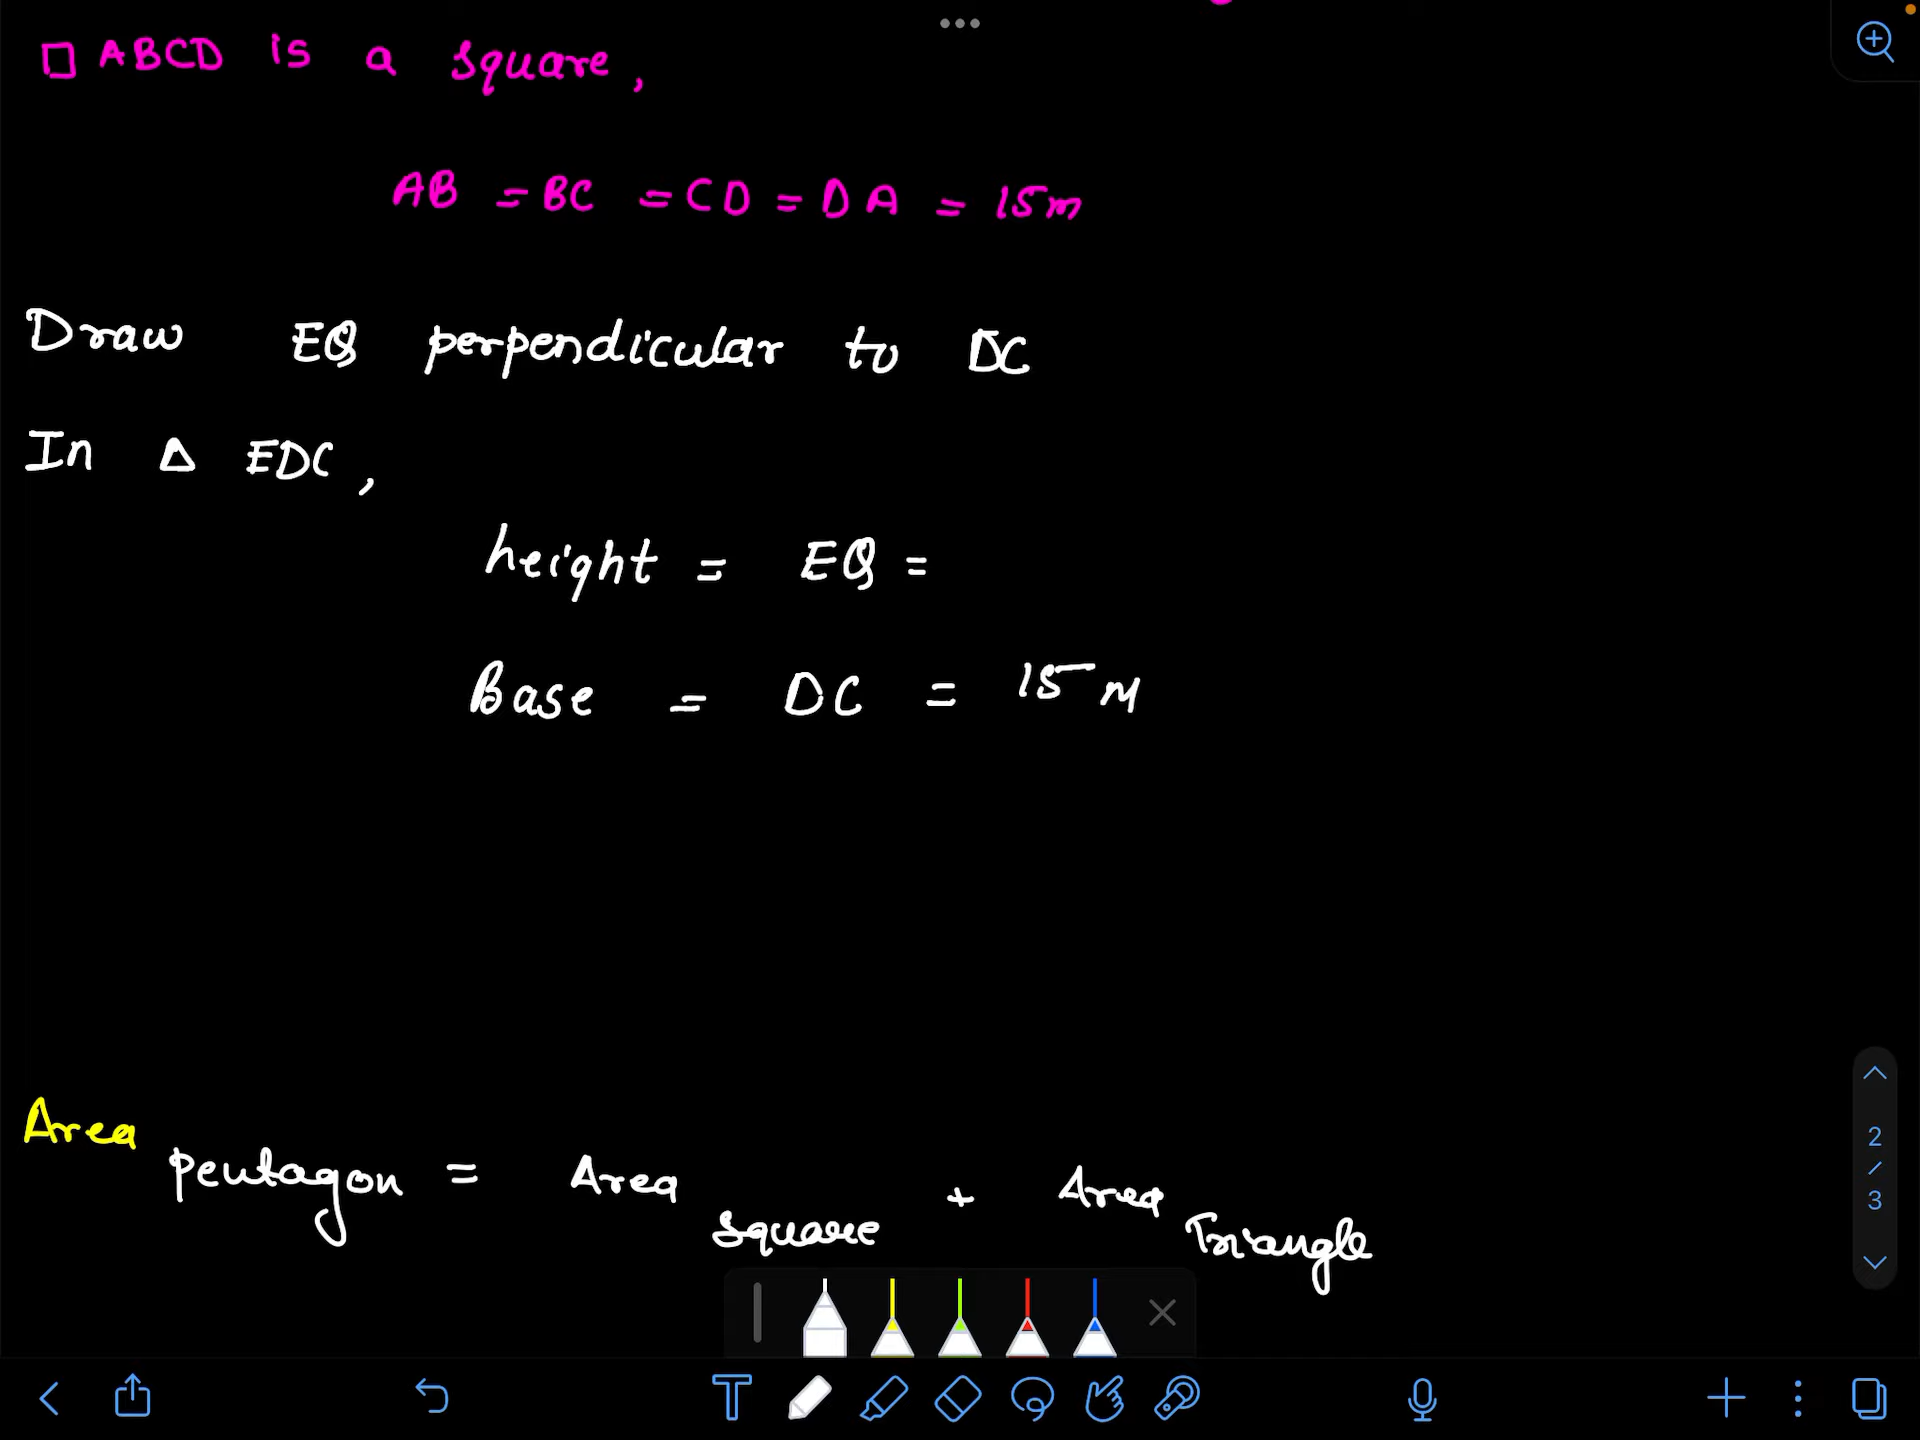 □ ABCD is a square,
AB = BC = CD = DA = 15m
Draw EQ perpendicular to DC
In Δ EDC,
height = EQ =
Base = DC = 15 m
Area pentagon = Area square + Area Triangle
2
/
3
T